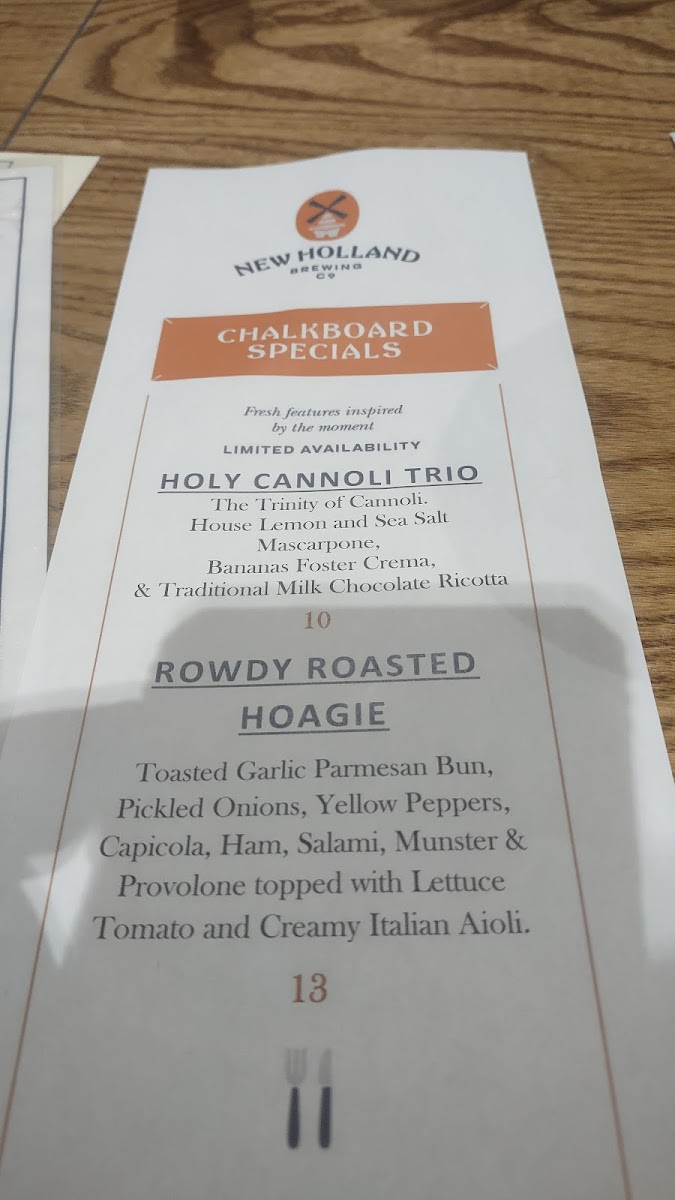 NEW HOLLAND
BREWING
CO
CHALKBOARD
SPECIALS
Fresh features inspired
by the moment
LIMITED AVAILABILITY
HOLY CANNOLI TRIO
The Trinity of Cannoli.
House Lemon and Sea Salt
Mascarpone,
Bananas Foster Crema,
& Traditional Milk Chocolate Ricotta
10
ROWDY ROASTED
HOAGIE
Toasted Garlic Parmesan Bun,
Pickled Onions, Yellow Peppers,
Capicola, Ham, Salami, Munster &
Provolone topped with Lettuce
Tomato and Creamy Italian Aioli.
13